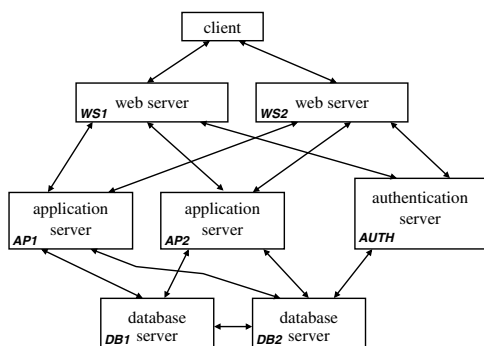 client
web server
WS1
web server
WS2
application
server
AP1
application
server
AP2
authentication
server
AUTH
database
server
DB1
database
server
DB2